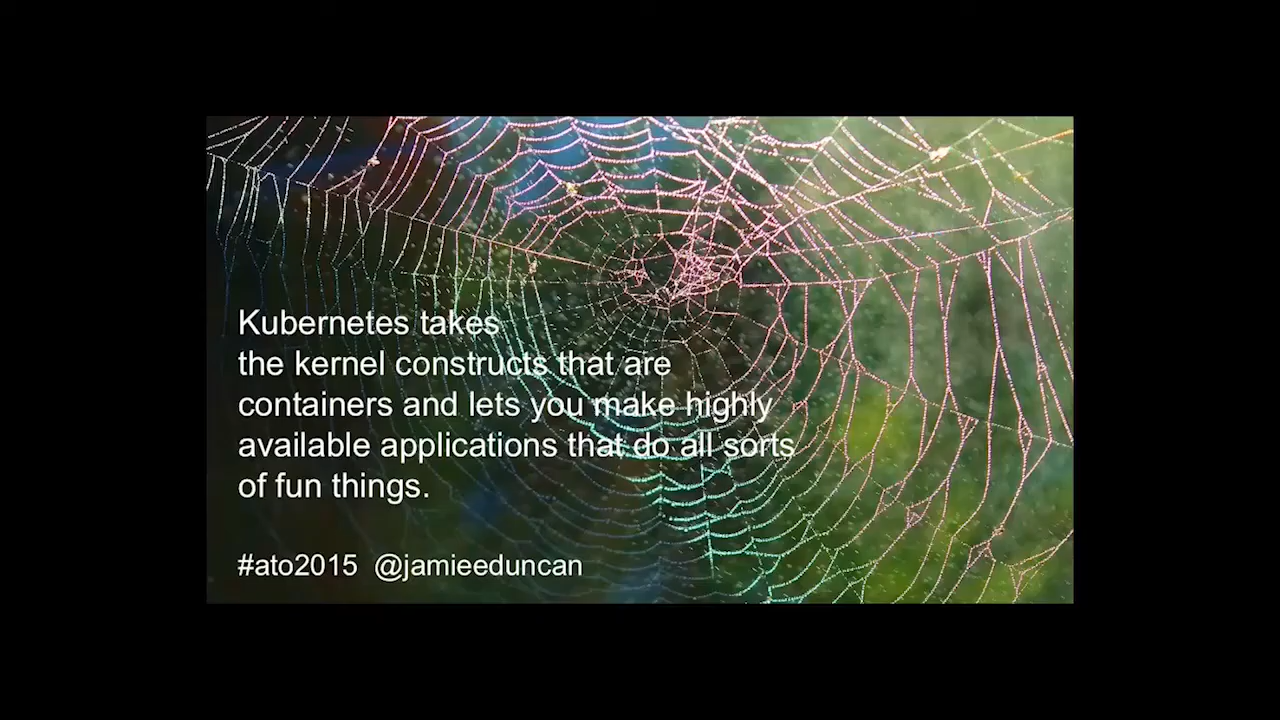 Kubernetes takes
the kernel constructs that are
containers and lets you make highly
available applications that do all sorts
of fun things.
#ato2015 @jamieeduncan